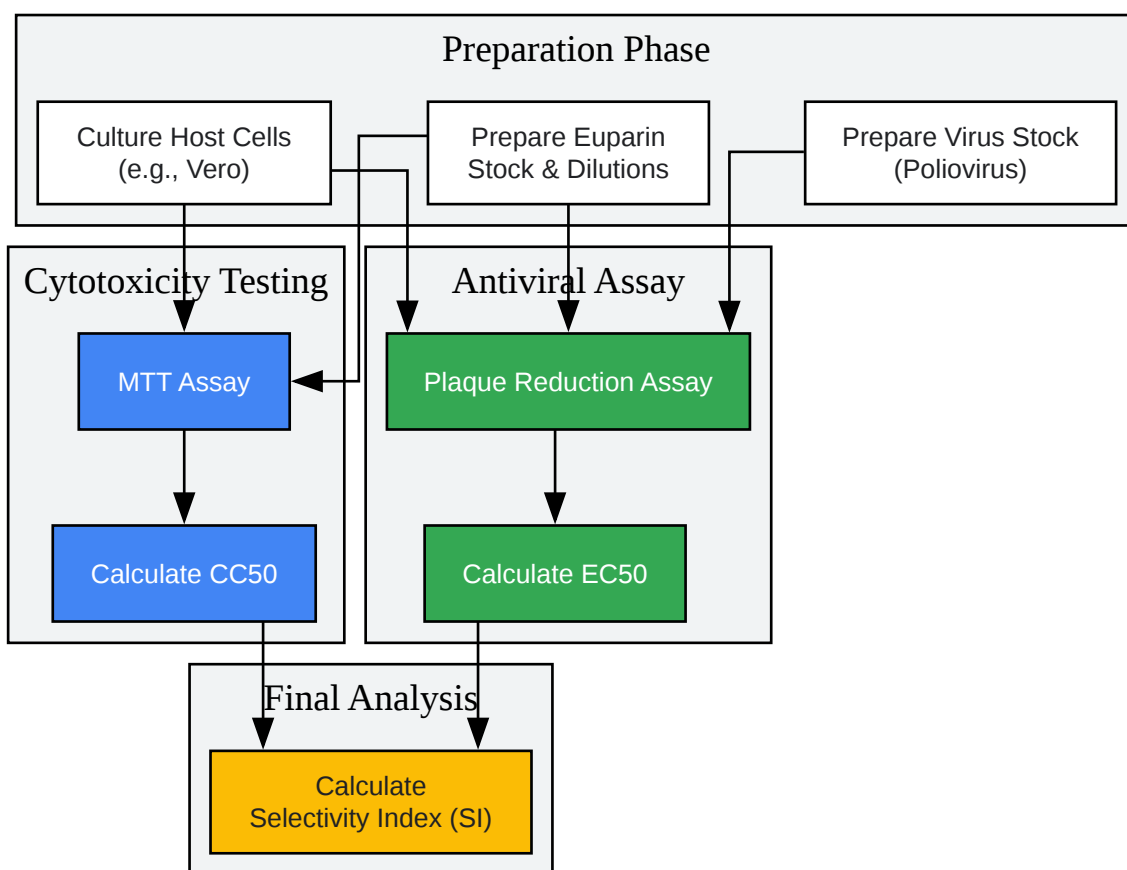 Preparation Phase
Culture Host Cells
(e.g., Vero)
Prepare Euparin
Stock & Dilutions
Prepare Virus Stock
(Poliovirus)
Cytotoxicity Testing
Antiviral Assay
MTT Assay
Plaque Reduction Assay
Calculate CC50
Calculate EC50
Final Analysis
Calculate
Selectivity Index (SI)